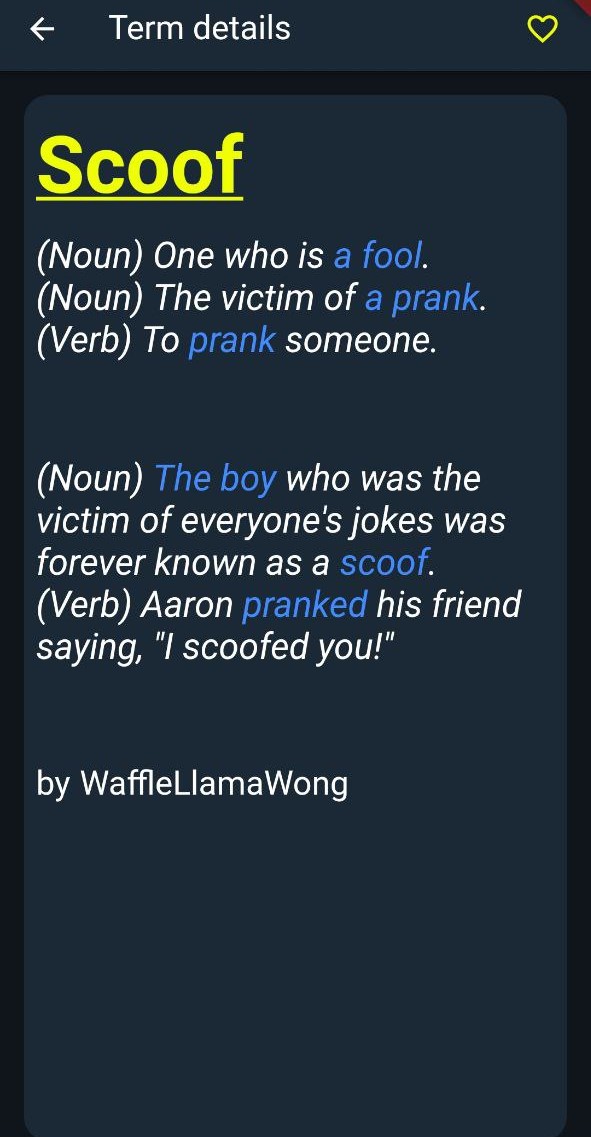 Term details
Scoof
(Noun) One who is a fool.
(Noun) The victim of a prank.
(Verb) To prank someone.
(Noun) The boy who was the
victim of everyone's jokes was
forever known as a scoof.
(Verb) Aaron pranked his friend
saying, "I scoofed you!"
by WaffleLlamaWong